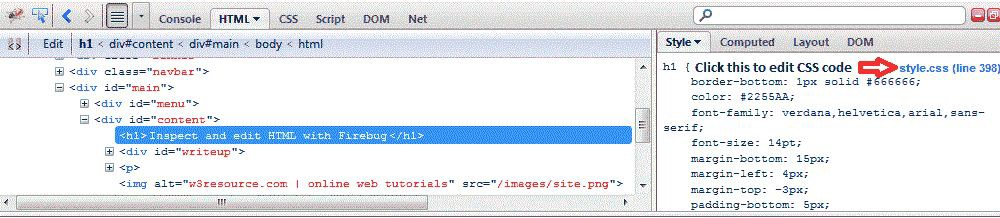 Console HTML CSS Script DOM Net
Edit h1 < div#content < div#main < body < html
<div class="navbar">
<div id="main">
<div id="menu">
<div id="content">
<h1>Inspect and edit HTML with Firebug</h1>
<div id="writeup">
<p>
<img alt="w3resource.com | online web tutorials" src="/images/site.png">
Style Computed Layout DOM
h1 { Click this to edit CSS code style.css (line 398)
border-bottom: 1px solid #666666;
color: #2255AA;
font-family: verdana,helvetica,arial,sans-
serif;
font-size: 14pt;
margin-bottom: 15px;
margin-left: 4px;
margin-top: -3px;
padding-bottom: 5px;